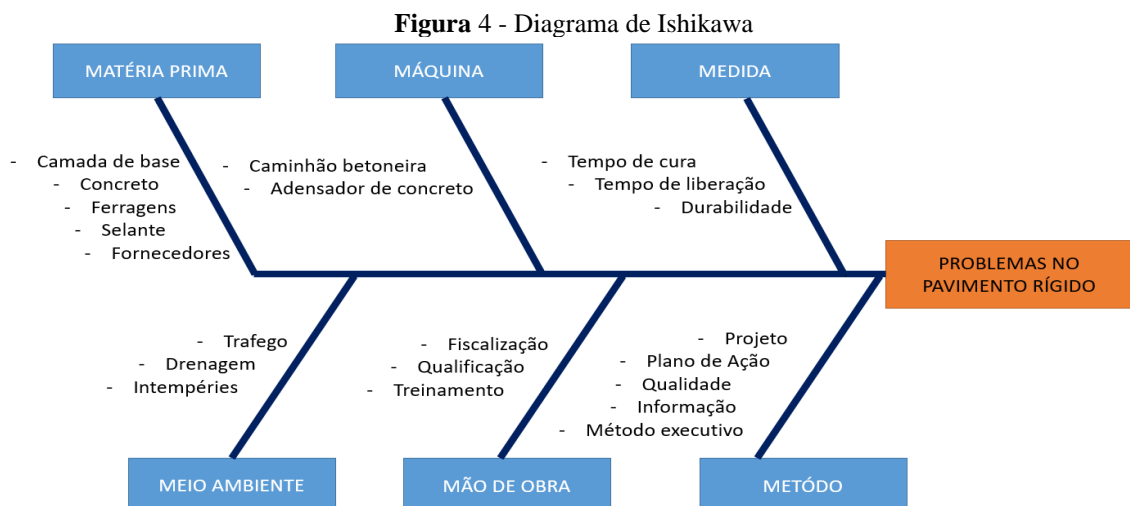 Figura 4 - Diagrama de Ishikawa
MATÉRIA PRIMA
MÁQUINA
MEDIDA
- Camada de base
- Concreto
- Ferragens
- Selante
- Fornecedores
- Caminhão betoneira
- Adensador de concreto
- Tempo de cura
- Tempo de liberação
- Durabilidade
PROBLEMAS NO
PAVIMENTO RÍGIDO
- Trafego
- Drenagem
- Intempéries
- Fiscalização
- Qualificação
- Treinamento
- Projeto
- Plano de Ação
- Qualidade
- Informação
- Método executivo
MEIO AMBIENTE
MÃO DE OBRA
METÓDO